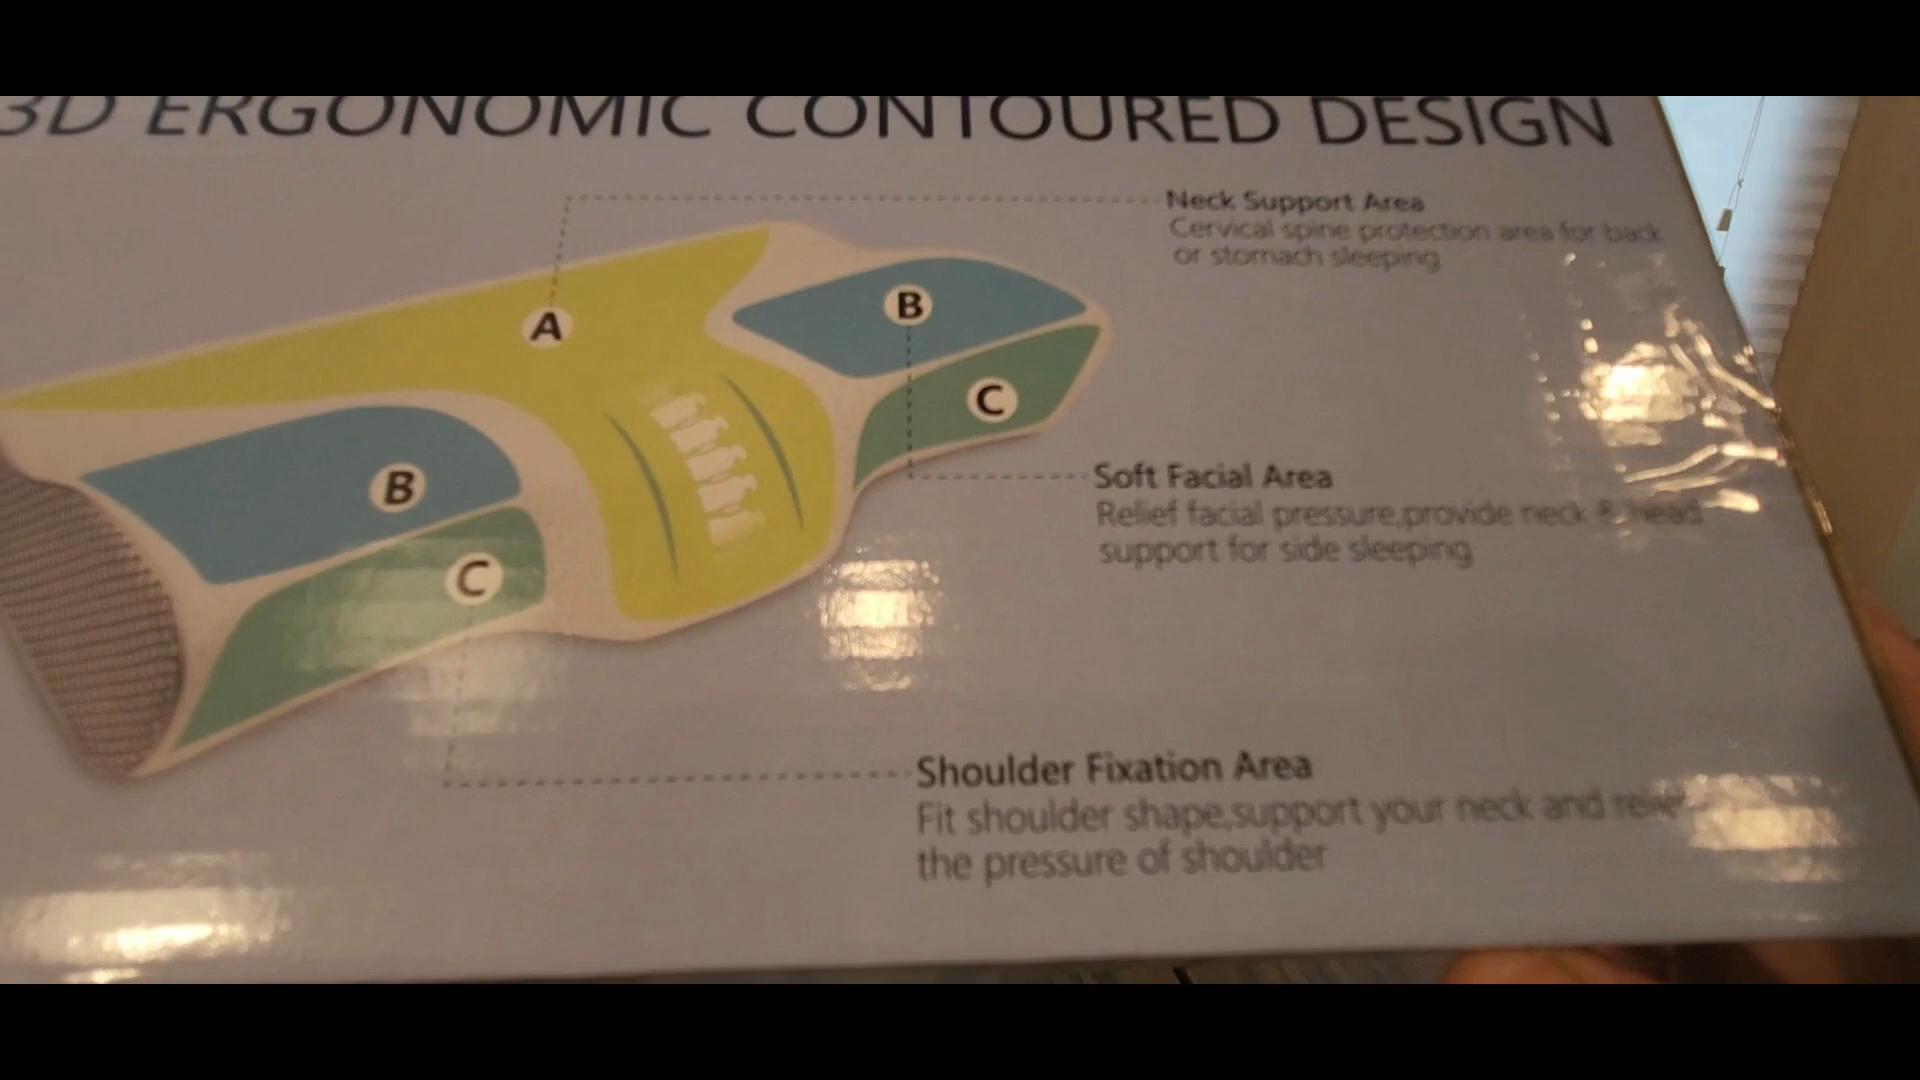 3D ERGONOMIC CONTOURED DESIGN
Neck Support Area
Cervical spine protection area for back
or stomach sleeping
A
B
C
B
C
Soft Facial Area
Relief facial pressure,provide neck & head
support for side sleeping
Shoulder Fixation Area
Fit shoulder shape,support your neck and
the pressure of shoulder